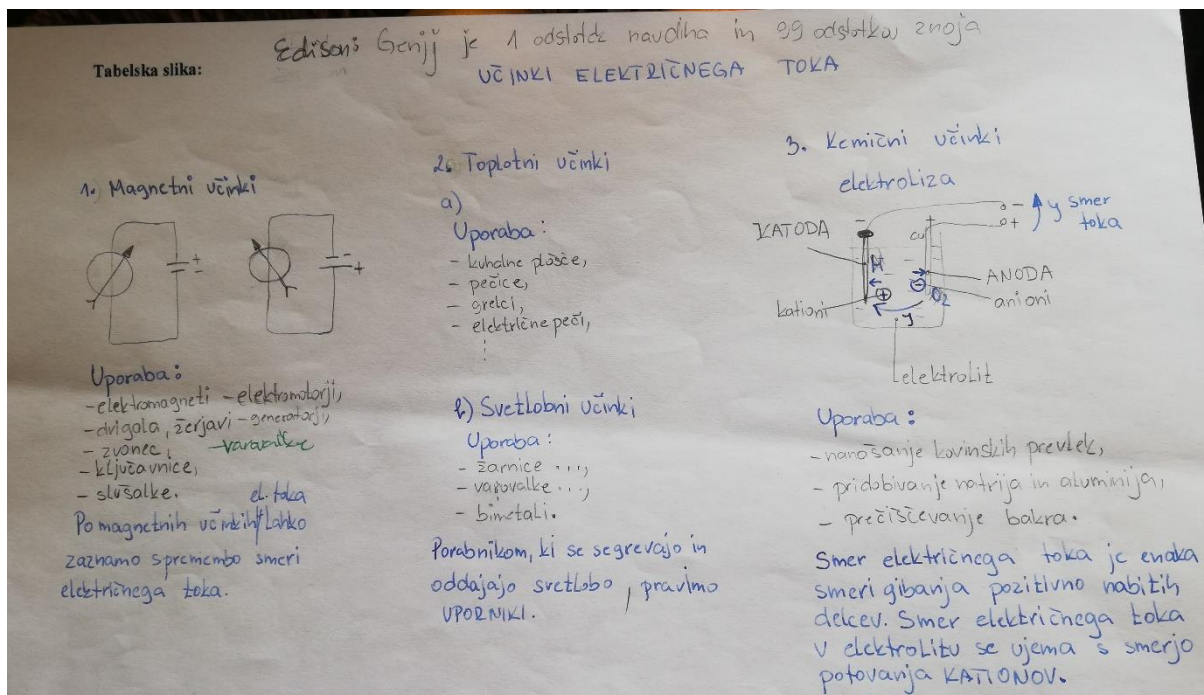 Edison: Genij je 1 odstotek navdiha in 99 odstotkov znoja
Tabelska slika:
UČINKI ELEKTRIČNEGA TOKA
1. Magnetni učinki
- +
- +
Uporaba:
- elektromagneti - elektromotorji,
- dvigala, žerjavi - generatorji,
- zvonec,
- ključavnice,
- slušalke.
el. toka
Po magnetnih učinkih lahko
zaznamo spremembo smeri
električnega toka.
2. Toplotni učinki
a)
Uporaba:
- kuhalne plošče,
- pečice,
- grelci,
- električne peči,
b) Svetlobni učinki
Uporaba:
- žarnice ...,
- varovalke ...,
- bimetali.
Porabnikom, ki se segrevajo in
oddajajo svetlobo, pravimo
UPORNIKI.
3. Kemični učinki
elektroliza
- smer
+ toka
KATODA
- +
Cu
ANODA
anioni
O2
kationi
elektrolit
Uporaba:
- nanašanje kovinskih prevlek,
- pridobivanje natrija in aluminija,
- prečiščevanje bakra.
Smer električnega toka je enaka
smeri gibanja pozitivno nabitih
delcev. Smer električnega toka
v elektrolitu se ujema s smerjo
potovanja KATIONOV.